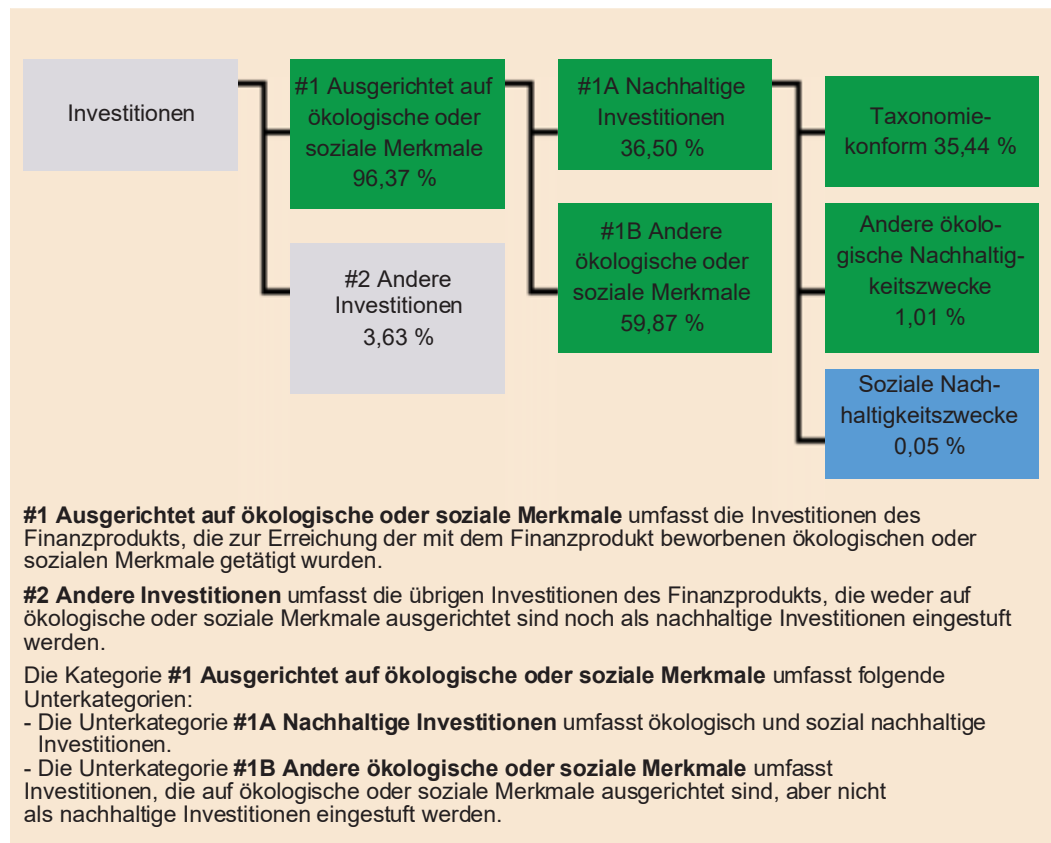 Investitionen
#1 Ausgerichtet auf
ökologische oder
soziale Merkmale
96,37 %
#2 Andere
Investitionen
3,63 %
#1A Nachhaltige
Investitionen
36,50 %
#1B Andere
ökologische oder
soziale Merkmale
59,87 %
Taxonomie-
konform 35,44 %
Andere ökolo-
gische Nachhaltig-
keitszwecke
1,01 %
Soziale Nach-
haltigkeitszwecke
0,05 %
#1 Ausgerichtet auf ökologische oder soziale Merkmale umfasst die Investitionen des
Finanzprodukts, die zur Erreichung der mit dem Finanzprodukt beworbenen ökologischen oder
sozialen Merkmale getätigt wurden.
#2 Andere Investitionen umfasst die übrigen Investitionen des Finanzprodukts, die weder auf
ökologische oder soziale Merkmale ausgerichtet sind noch als nachhaltige Investitionen eingestuft
werden.
Die Kategorie #1 Ausgerichtet auf ökologische oder soziale Merkmale umfasst folgende
Unterkategorien:
- Die Unterkategorie #1A Nachhaltige Investitionen umfasst ökologisch und sozial nachhaltige
Investitionen.
- Die Unterkategorie #1B Andere ökologische oder soziale Merkmale umfasst
Investitionen, die auf ökologische oder soziale Merkmale ausgerichtet sind, aber nicht
als nachhaltige Investitionen eingestuft werden.